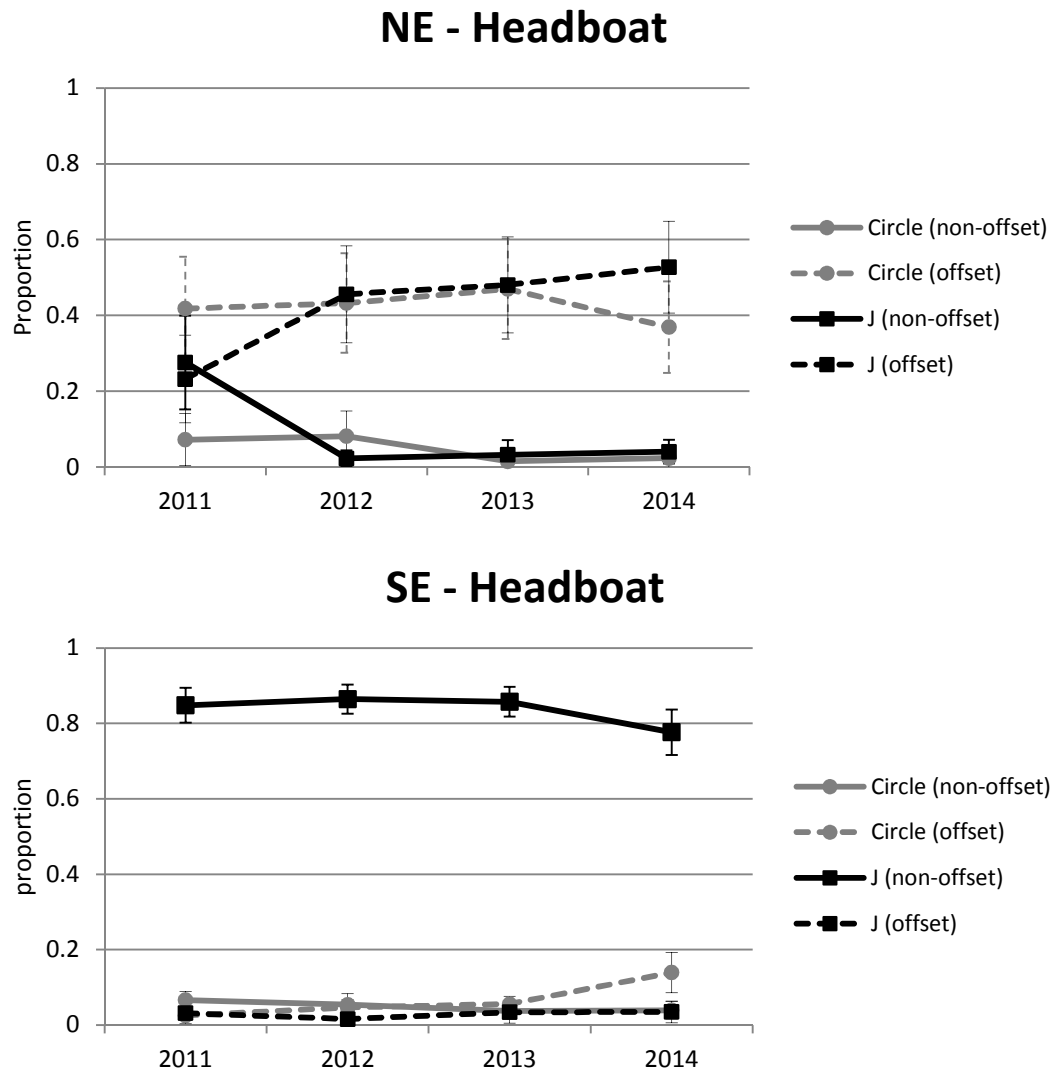 NE - Headboat
Proportion
1
0.8
0.6
0.4
0.2
0
2011 2012 2013 2014
Circle (non-offset)
Circle (offset)
J (non-offset)
J (offset)
SE - Headboat
proportion
1
0.8
0.6
0.4
0.2
0
2011 2012 2013 2014
Circle (non-offset)
Circle (offset)
J (non-offset)
J (offset)